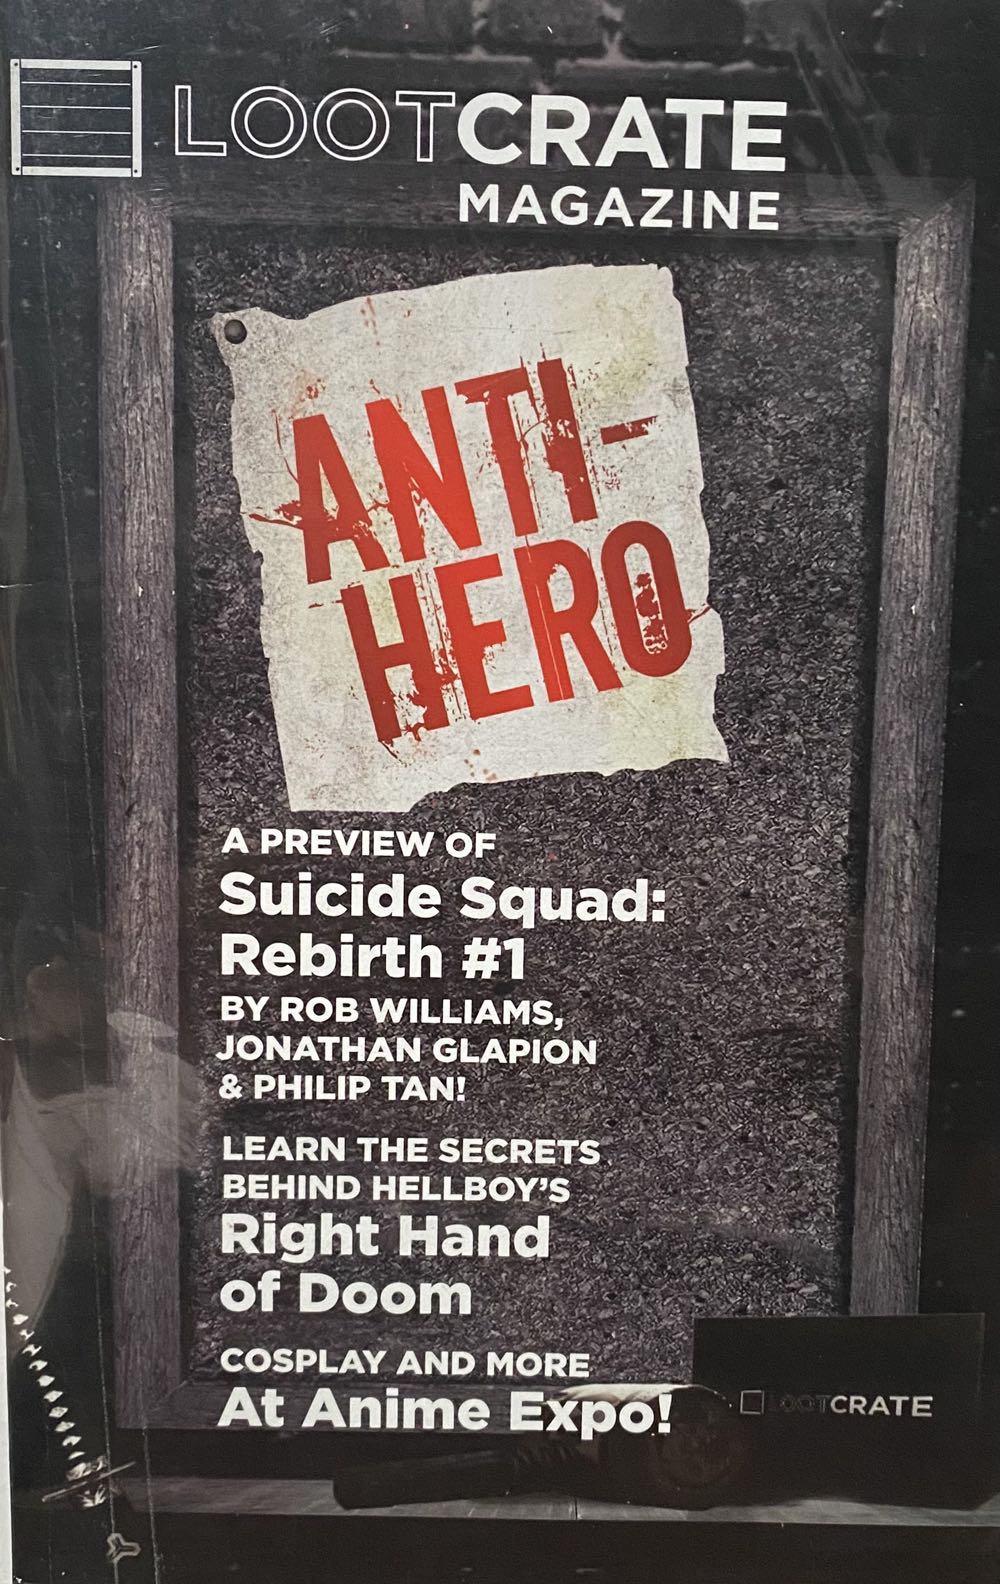 LOOTCRATE
MAGAZINE
ANTI-
HERO
A PREVIEW OF
Suicide Squad:
Rebirth #1
BY ROB WILLIAMS,
JONATHAN GLAPION
& PHILIP TAN!
LEARN THE SECRETS
BEHIND HELLBOY'S
Right Hand
of Doom
COSPLAY AND MORE
At Anime Expo!
LOOTCRATE